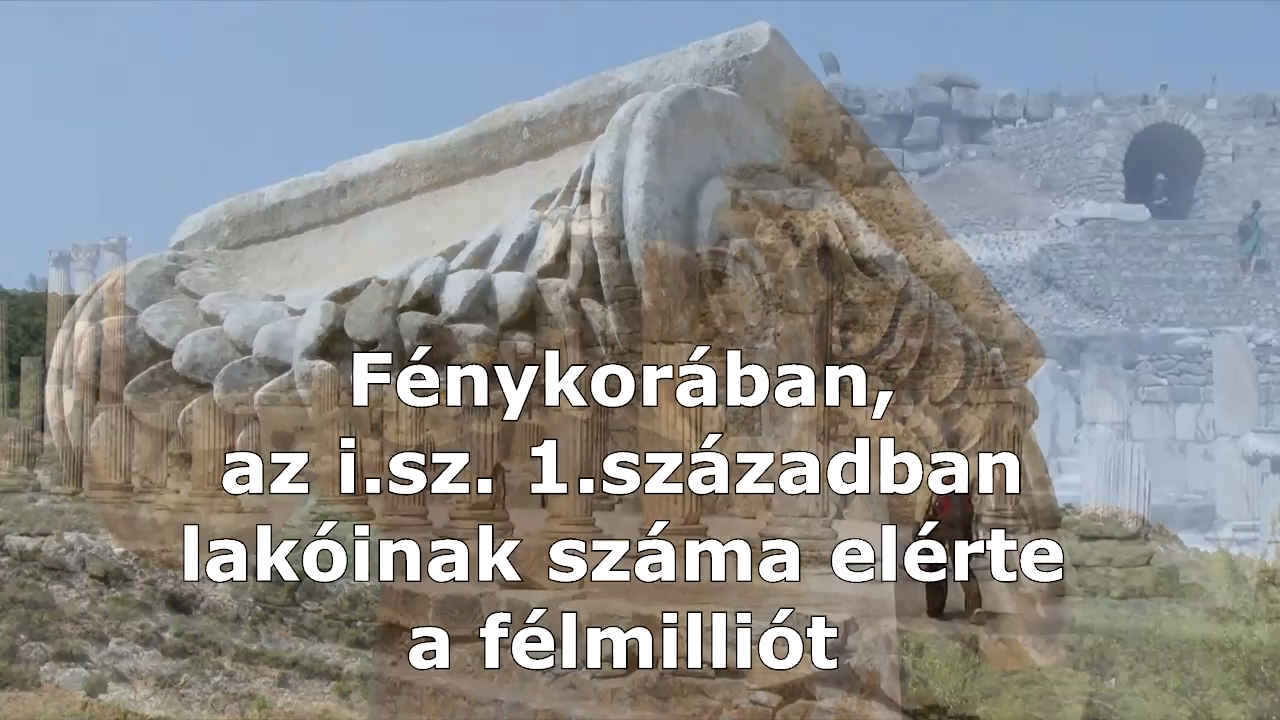 Fénykorában,
az i.sz. 1.században
lakóinak száma elérte
a félmilliót